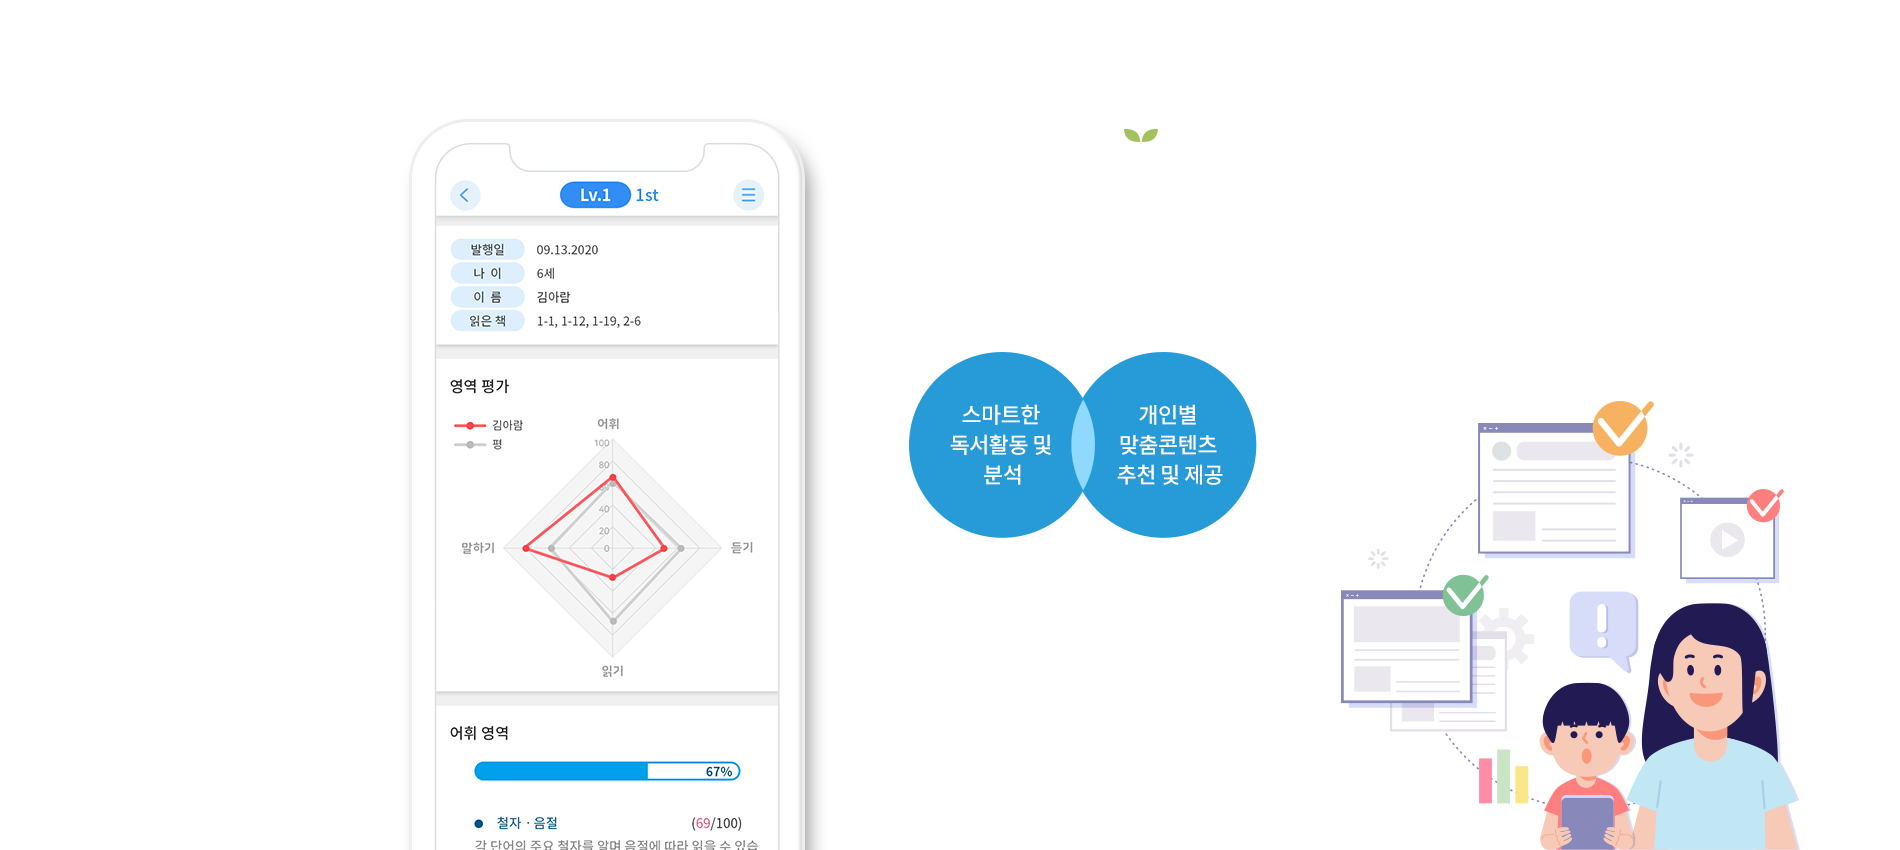 Lv.1 1st
발행일 09.13.2020
나 이 6세
이 름 김아람
읽은 책 1-1, 1-12, 1-19, 2-6
영역 평가
김아람
평
어휘
100
80
40
20
0
말하기
듣기
읽기
어휘 영역
67%
철자 · 음절 (69/100)
각 단어의 주요 철자를 알며 음절에 따라 읽을 수 있습
스마트한
독서활동 및
분석
개인별
맞춤콘텐츠
추천 및 제공